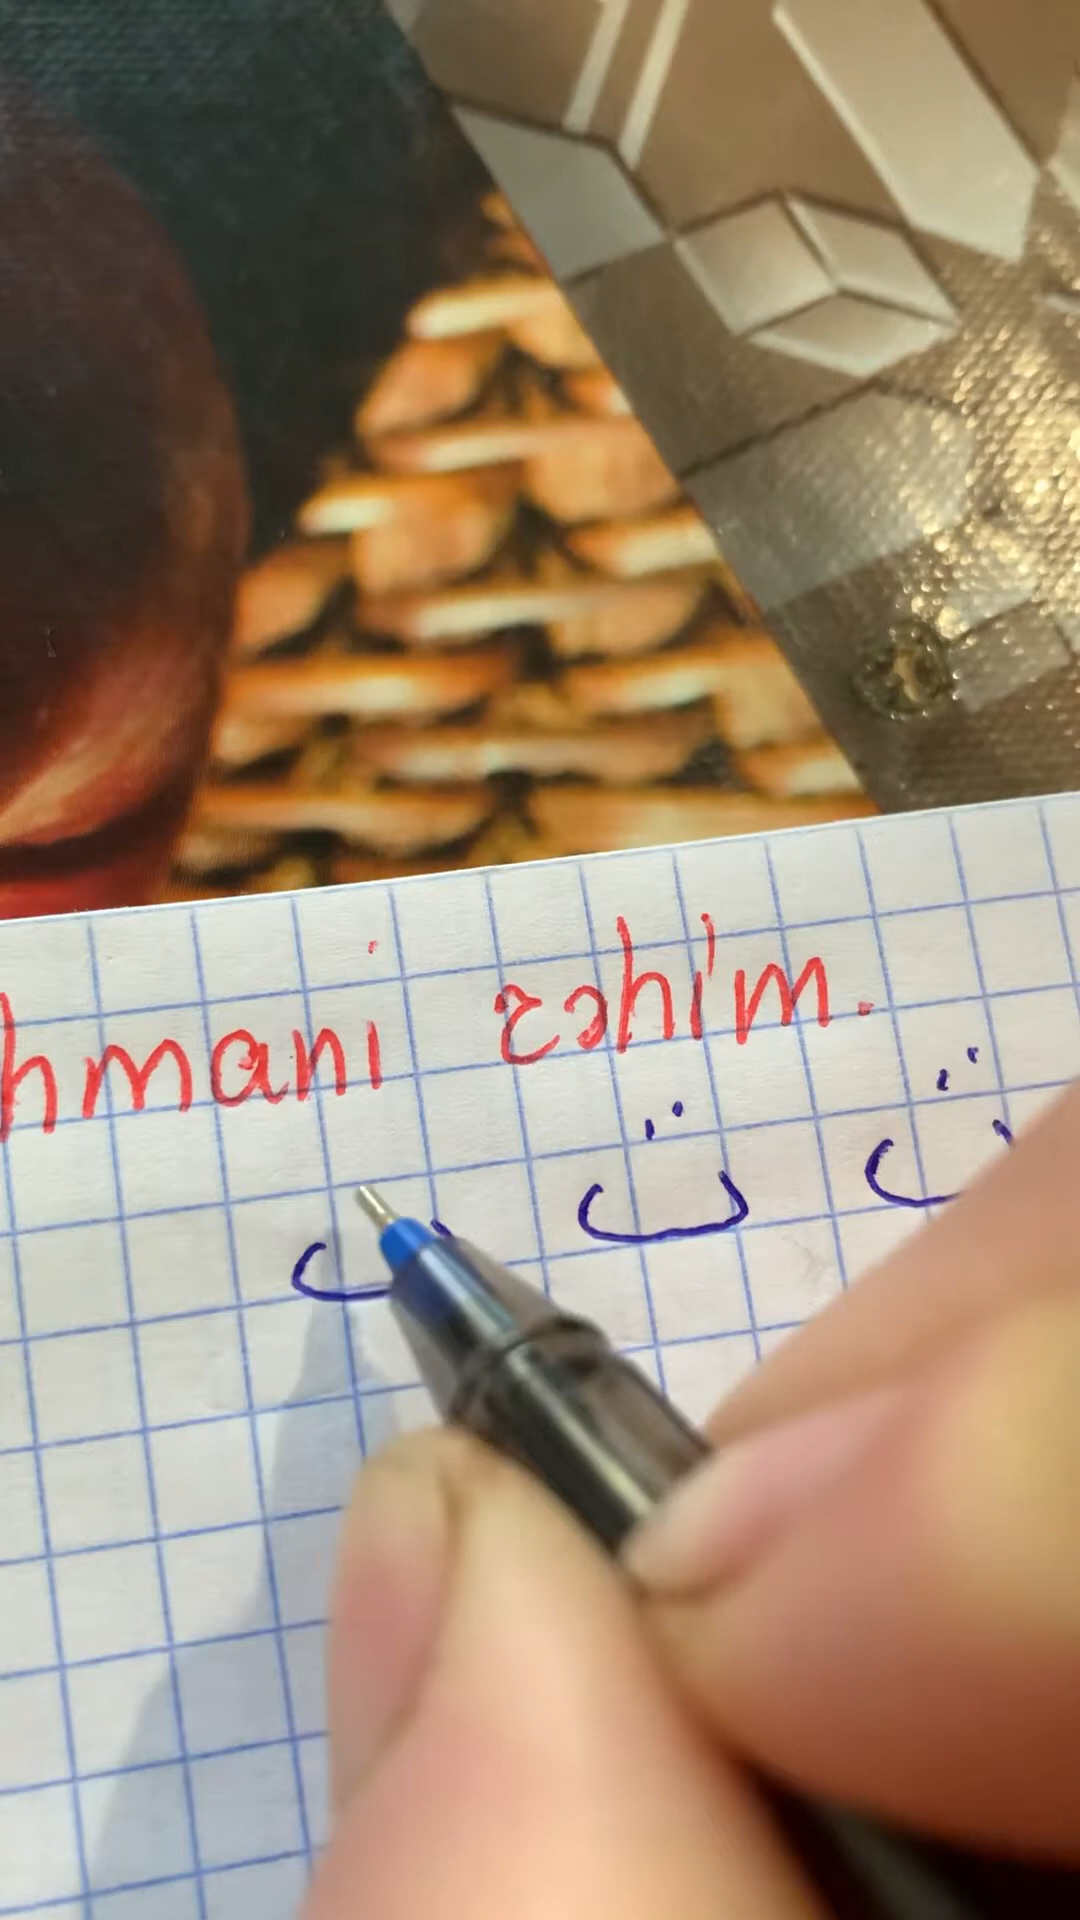 hmani rəhim.
ت ت